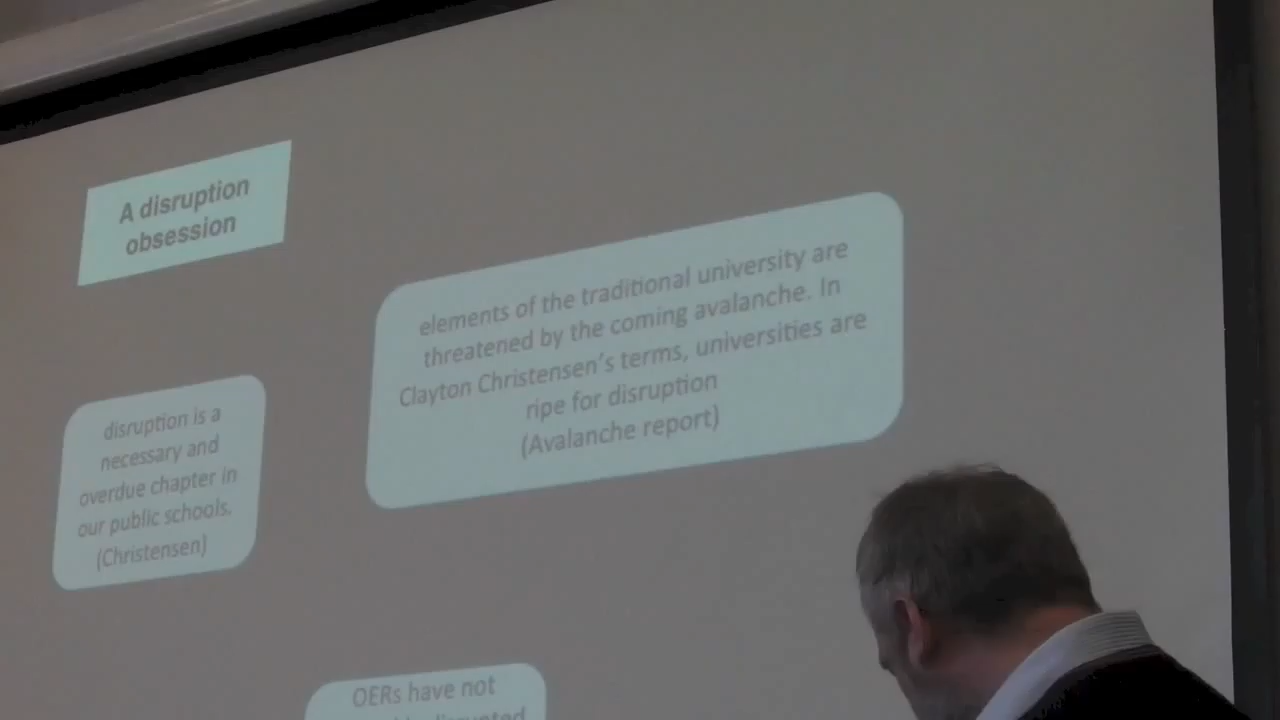 A disruption
obsession
elements of the traditional university are
threatened by the coming avalanche. In
Clayton Christensen's terms, universities are
ripe for disruption
(Avalanche report)
disruption is a
necessary and
overdue chapter in
our public schools.
(Christensen)
OERs have not
disrupted